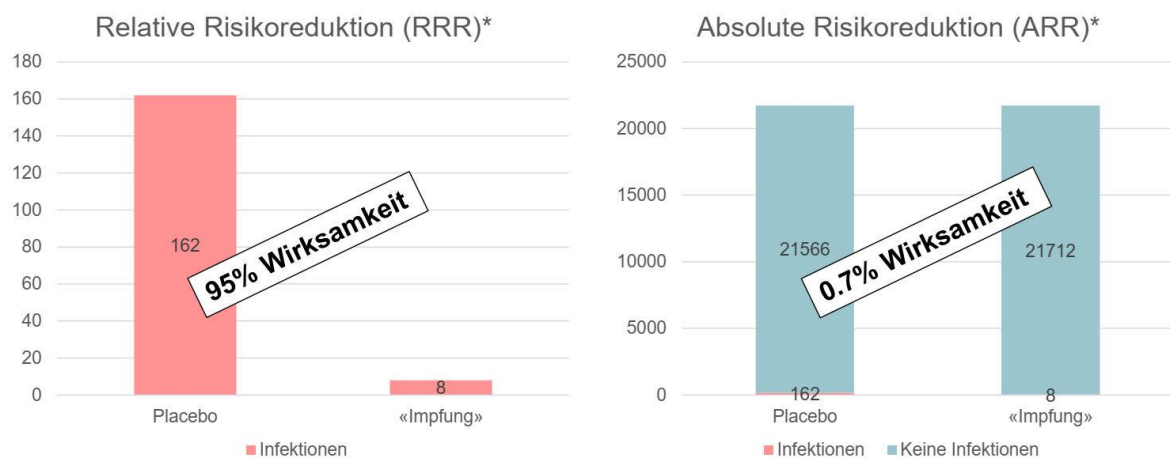 Relative Risikoreduktion (RRR)*
180
160
140
120
100
80
60
40
20
0
162
8
95% Wirksamkeit
Placebo
«Impfung»
Infektionen
Absolute Risikoreduktion (ARR)*
25000
20000
15000
10000
5000
0
21566
21712
162
8
0.7% Wirksamkeit
Placebo
«Impfung»
Infektionen
Keine Infektionen